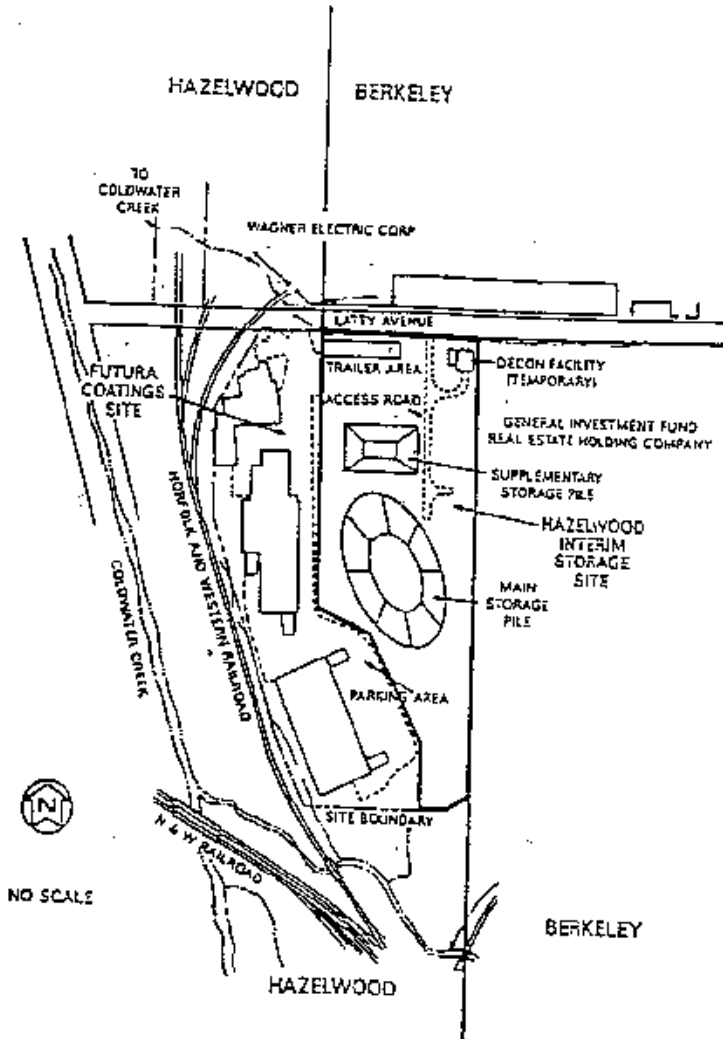 HAZELWOOD
BERKELEY
TO
COLDWATER
CREEK
WAGNER ELECTRIC CORP
LATTY AVENUE
FUTURA
COATINGS
SITE
TRAILER AREA
DECON FACILITY
(TEMPORARY)
ACCESS ROAD
GENERAL INVESTMENT FUND
REAL ESTATE HOLDING COMPANY
SUPPLEMENTARY
STORAGE PILE
HAZELWOOD
INTERIM
STORAGE
SITE
MAIN
STORAGE
PILE
NORFOLK AND WESTERN RAILROAD
COLDWATER CREEK
PARKING AREA
SITE BOUNDARY
N & W RAILROAD
N
NO SCALE
BERKELEY
HAZELWOOD